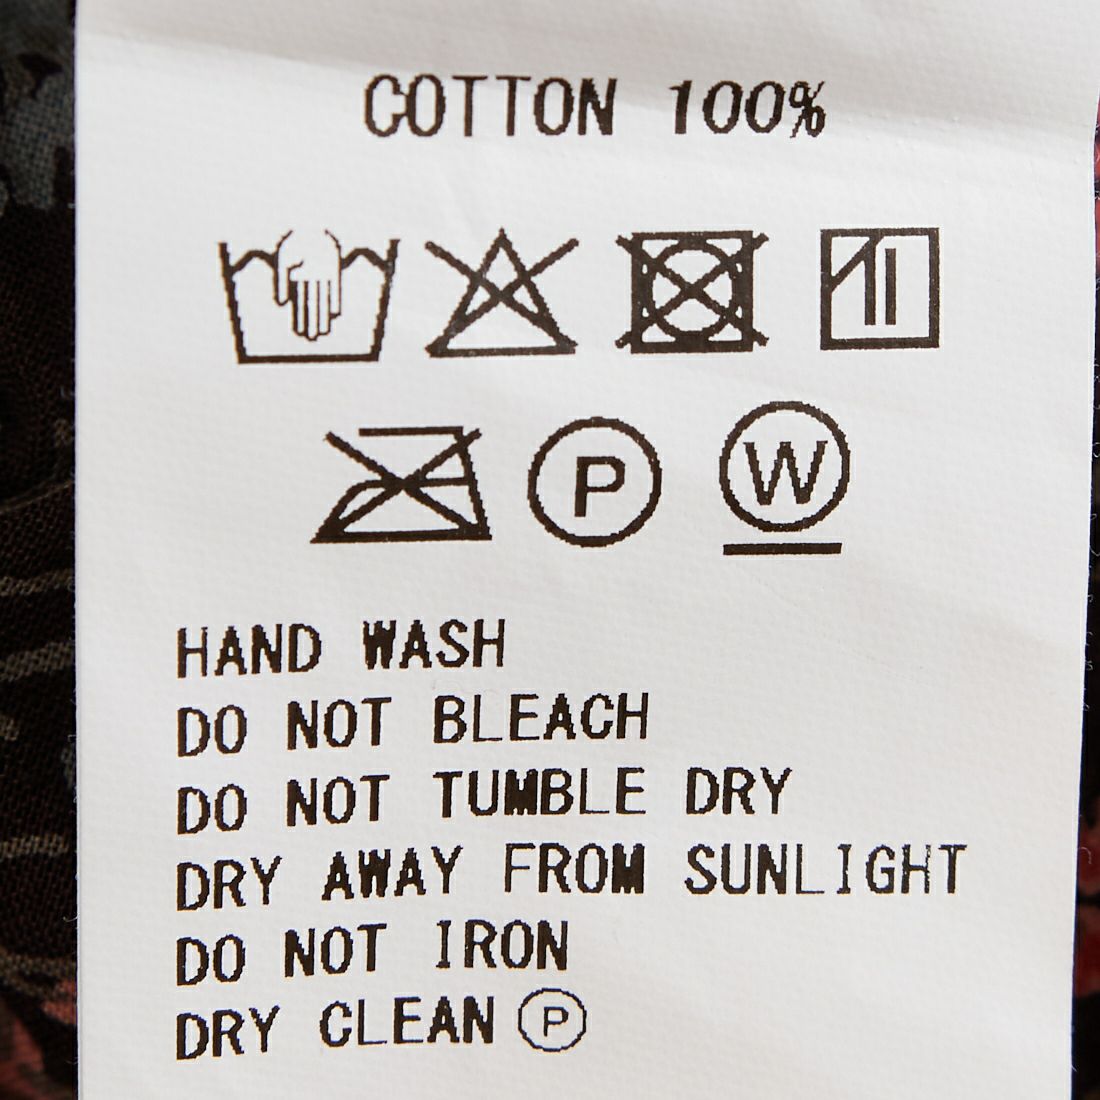 COTTON 100%
P W
HAND WASH
DO NOT BLEACH
DO NOT TUMBLE DRY
DRY AWAY FROM SUNLIGHT
DO NOT IRON
DRY CLEAN Ⓟ